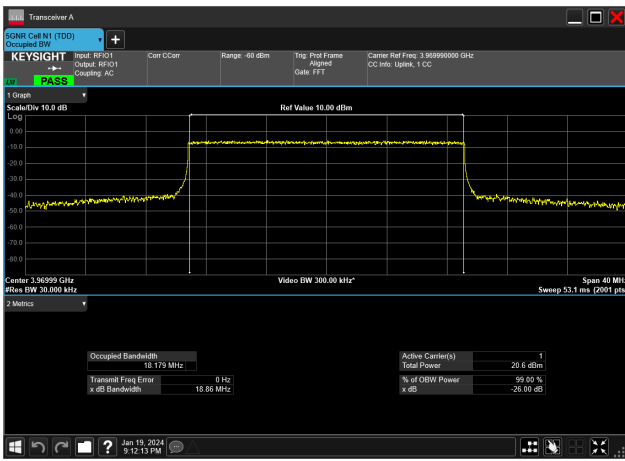 Transceiver A
5GNR Cell N1 (TDD)
Occupied BW
KEYSIGHT
PASS
Input: RFIO1
Output: RFIO1
Coupling: AC
Corr CCorr
Range: -60 dBm
Trig: Prot Frame
Aligned
Gate: FFT
Carrier Ref Freq: 3.969990000 GHz
CC Info: Uplink, 1 CC
1 Graph
Scale/Div 10.0 dB
Ref Value 10.00 dBm
Log
0.00
-10.0
-20.0
-30.0
-40.0
-50.0
-60.0
-70.0
-80.0
Center 3.96999 GHz
Video BW 300.00 kHz*
Span 40 MHz
#Res BW 30.000 kHz
Sweep 53.1 ms (2001 pts
2 Metrics
Occupied Bandwidth
18.179 MHz
Active Carrier(s) 1
Total Power 20.6 dBm
Transmit Freq Error 0 Hz
x dB Bandwidth 18.86 MHz
% of OBW Power 99.00 %
x dB -26.00 dB
?
Jan 19, 2024
9:12:13 PM